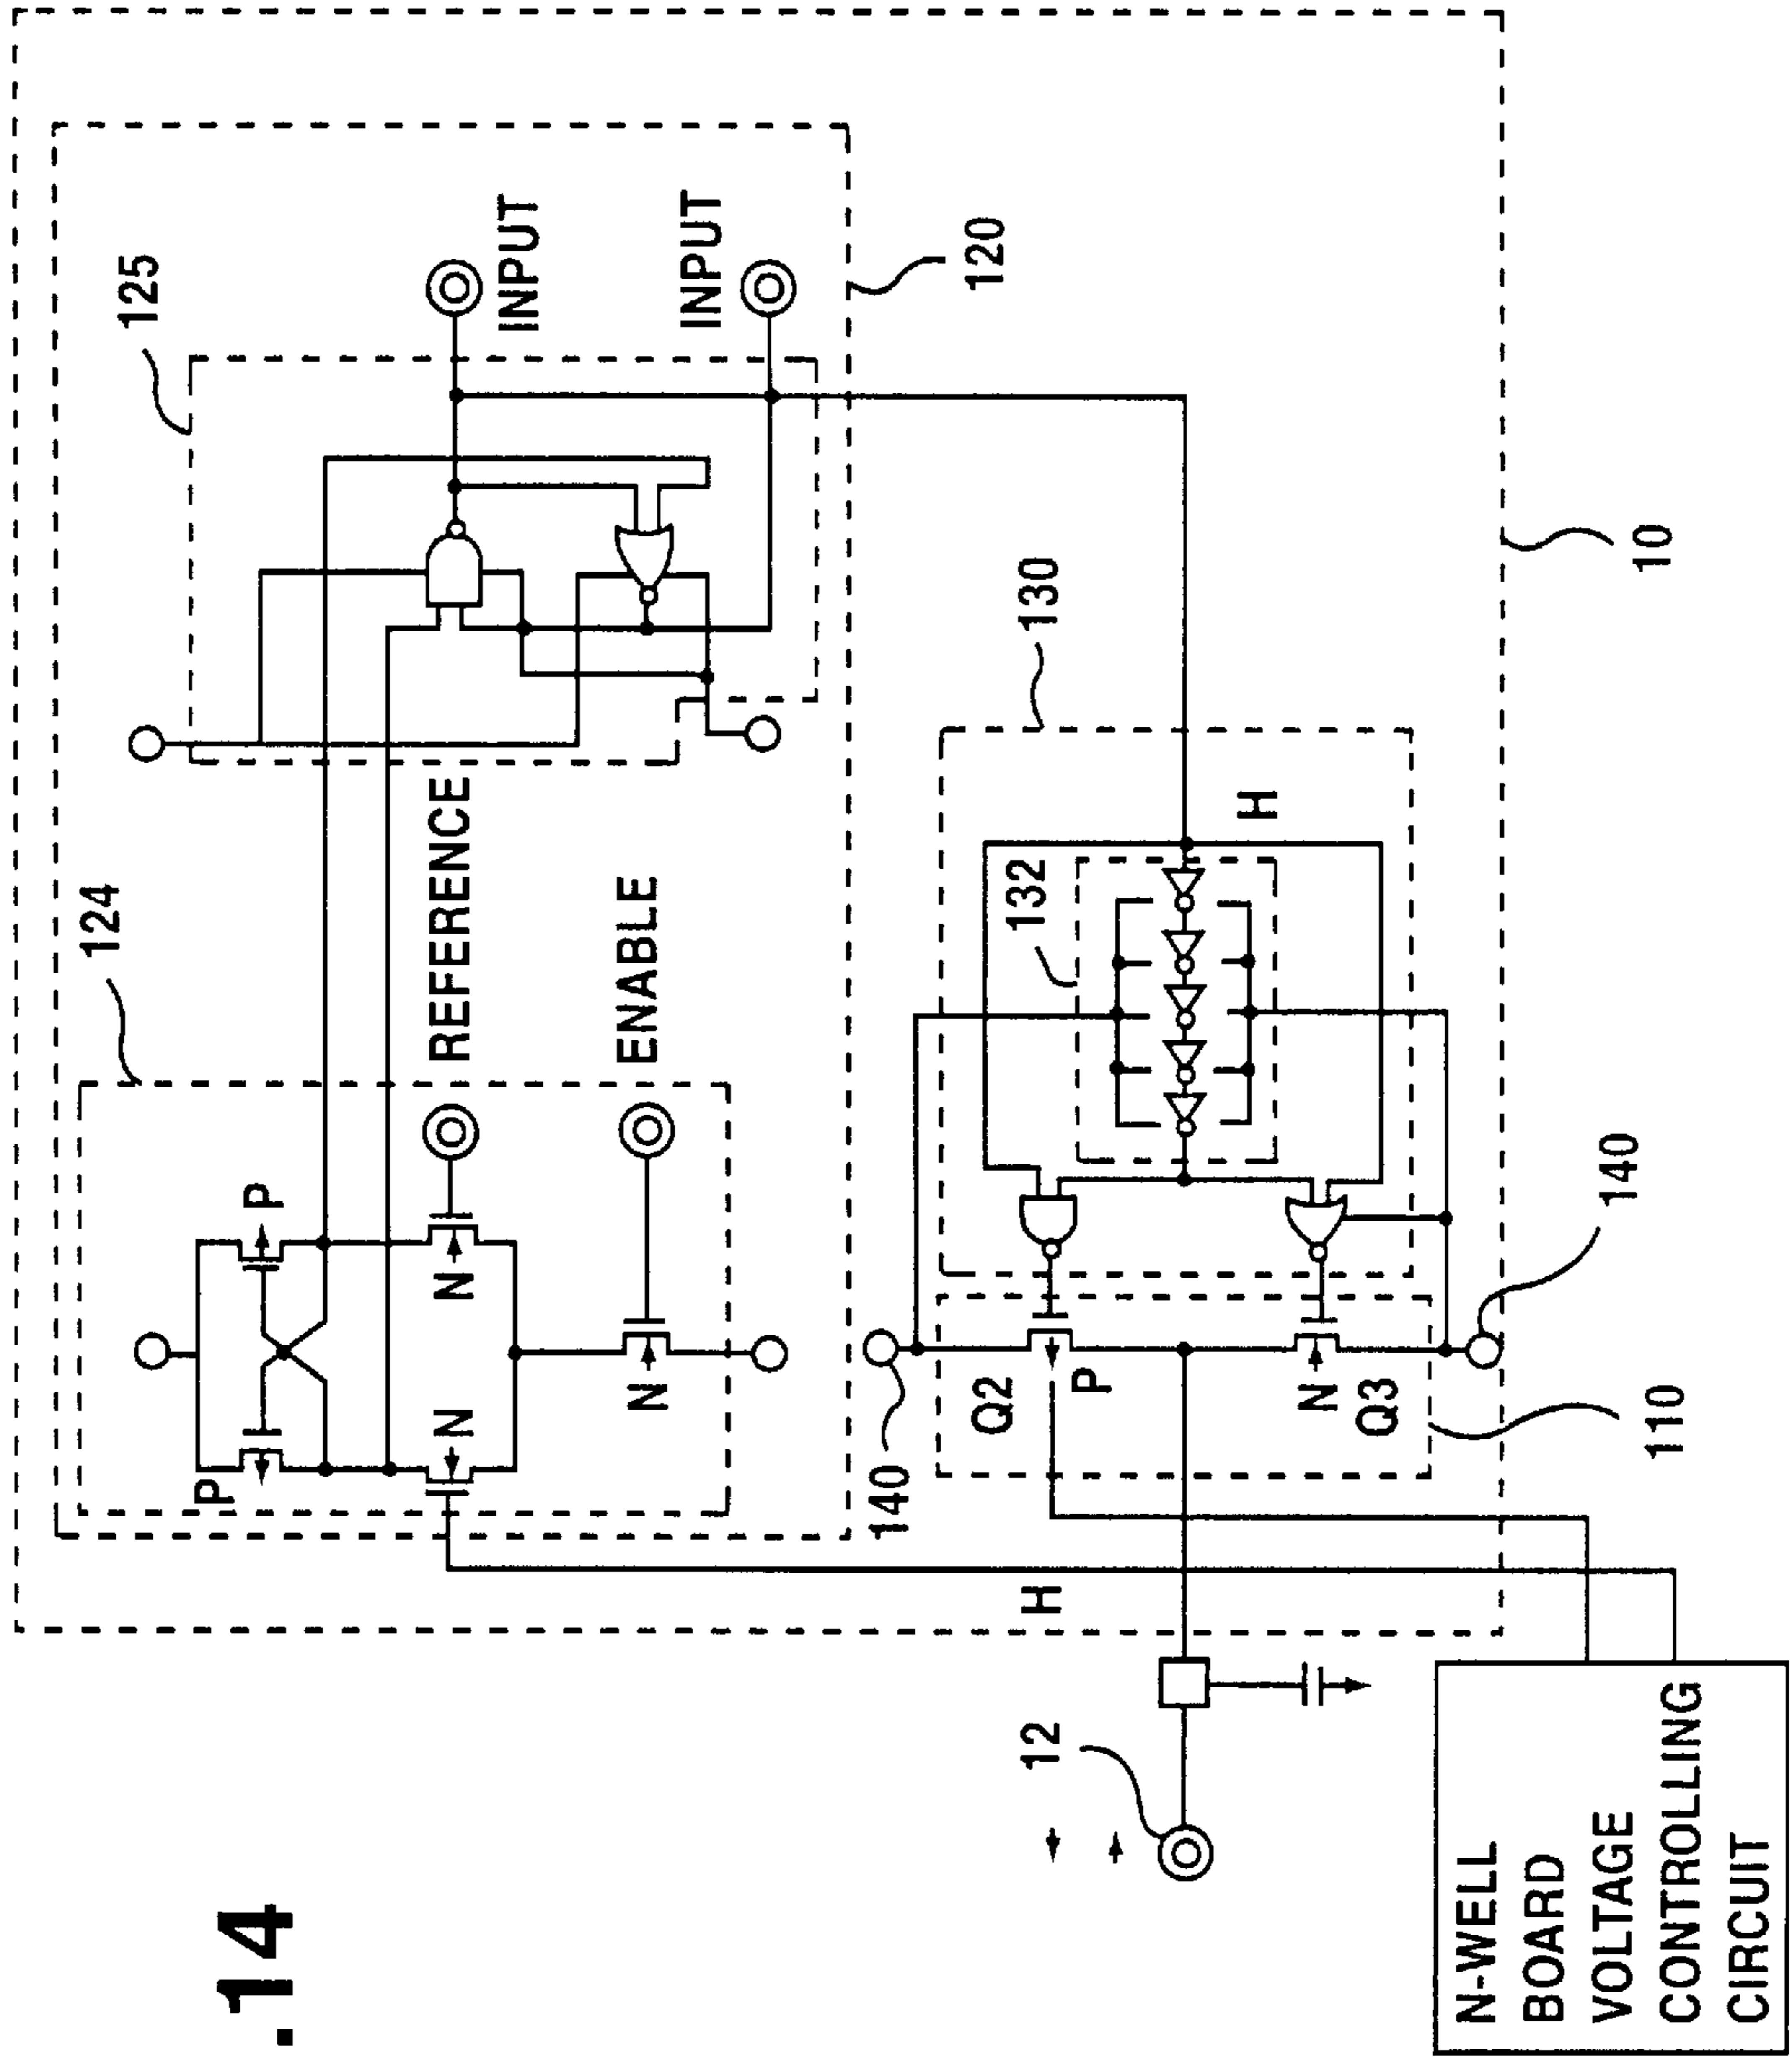 .14
124
P
P
N
N
REFERENCE
N
ENABLE
125
INPUT
INPUT
120
H
12
140
Q2
P
N
Q3
110
140
130
132
H
10
N-WELL
BOARD
VOLTAGE
CONTROLLING
CIRCUIT